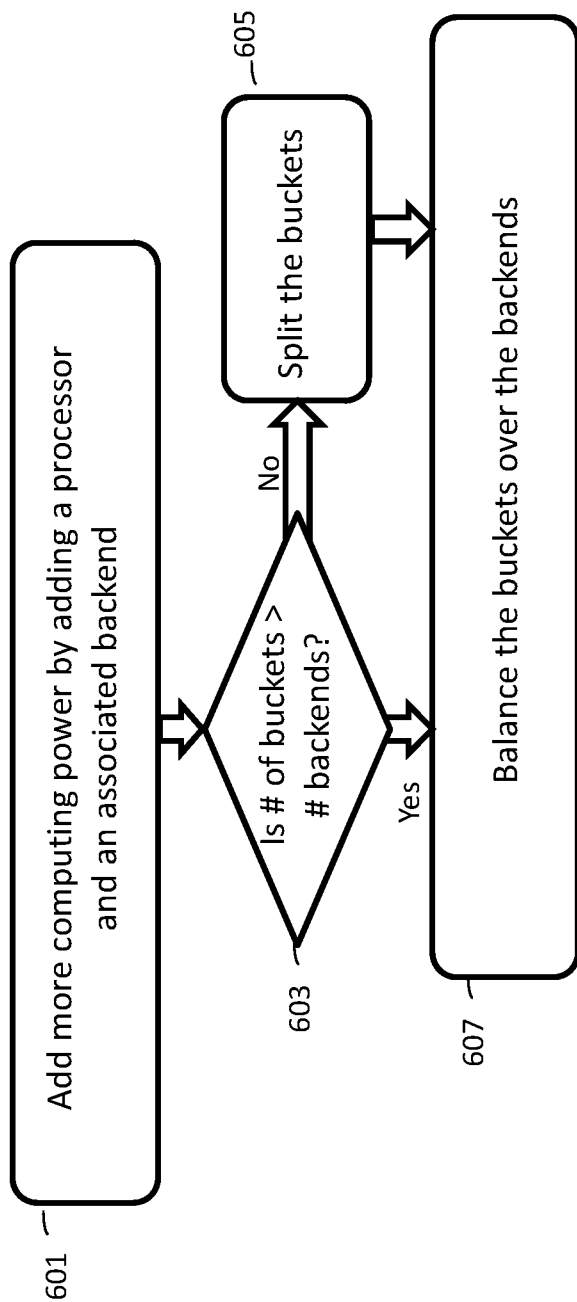 601
Add more computing power by adding a processor
and an associated backend
603
Is # of buckets >
# backends?
No
605
Split the buckets
Yes
607
Balance the buckets over the backends